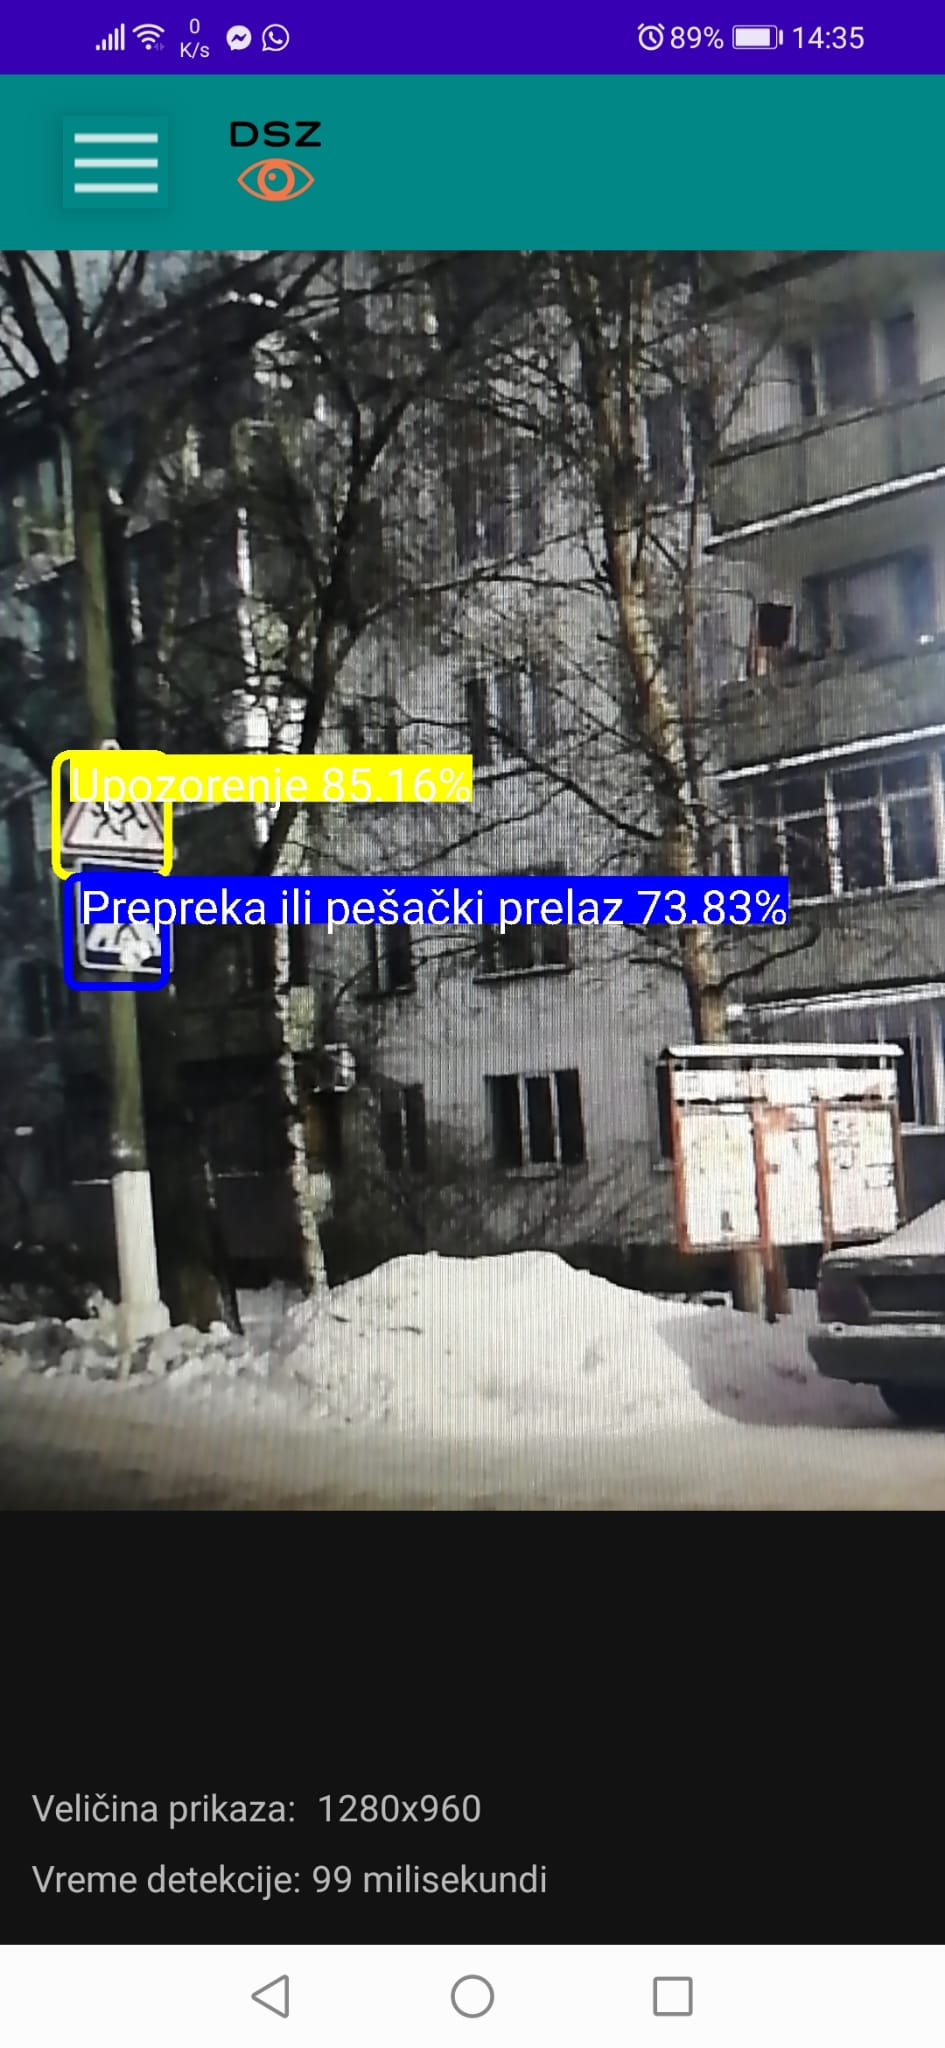 0
K/s
89%
14:35
DSZ
Upozorenje 85.16%
Prepreka ili pešački prelaz 73.83%
Veličina prikaza: 1280x960
Vreme detekcije: 99 milisekundi